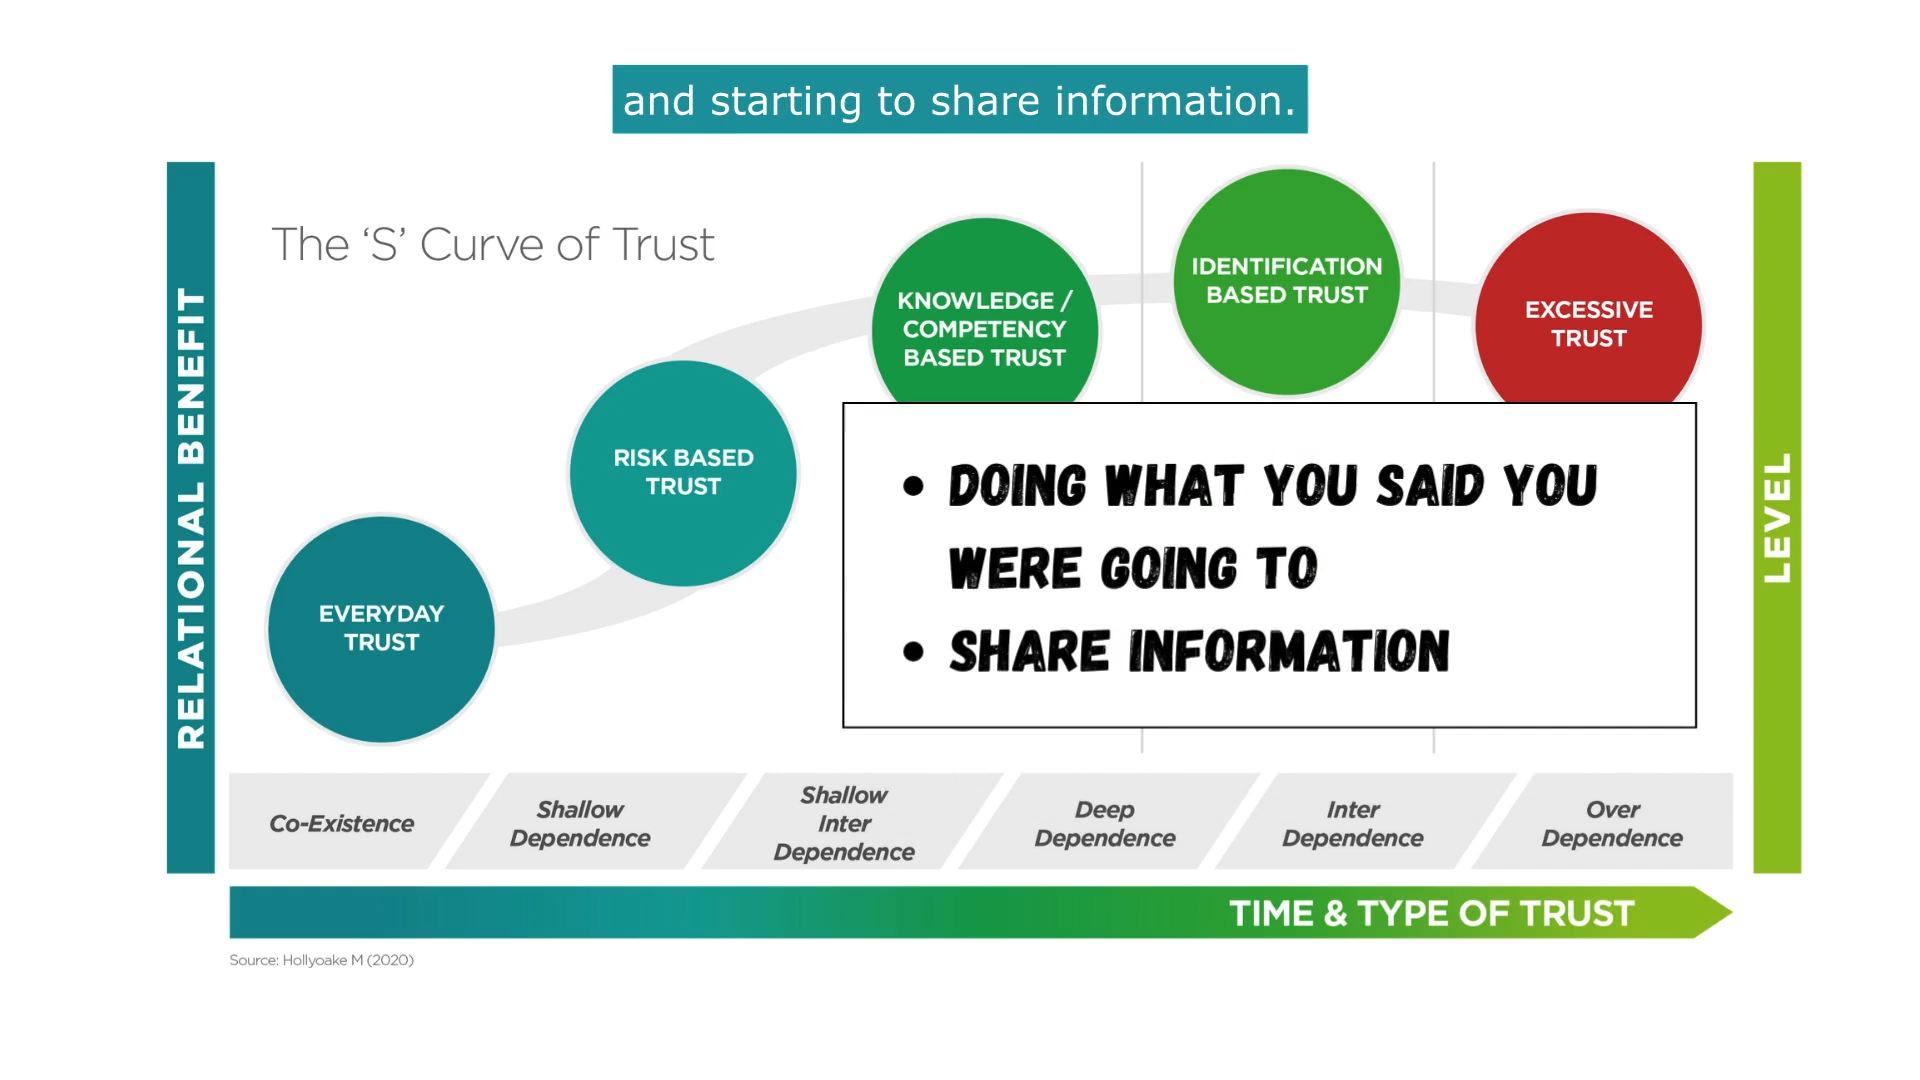 and starting to share information.
The ‘S’ Curve of Trust
RELATIONAL BENEFIT
EVERYDAY
TRUST
RISK BASED
TRUST
KNOWLEDGE /
COMPETENCY
BASED TRUST
IDENTIFICATION
BASED TRUST
EXCESSIVE
TRUST
LEVEL
• DOING WHAT YOU SAID YOU
WERE GOING TO
• SHARE INFORMATION
Co-Existence
Shallow
Dependence
Shallow
Inter
Dependence
Deep
Dependence
Inter
Dependence
Over
Dependence
TIME & TYPE OF TRUST
Source: Hollyoake M (2020)